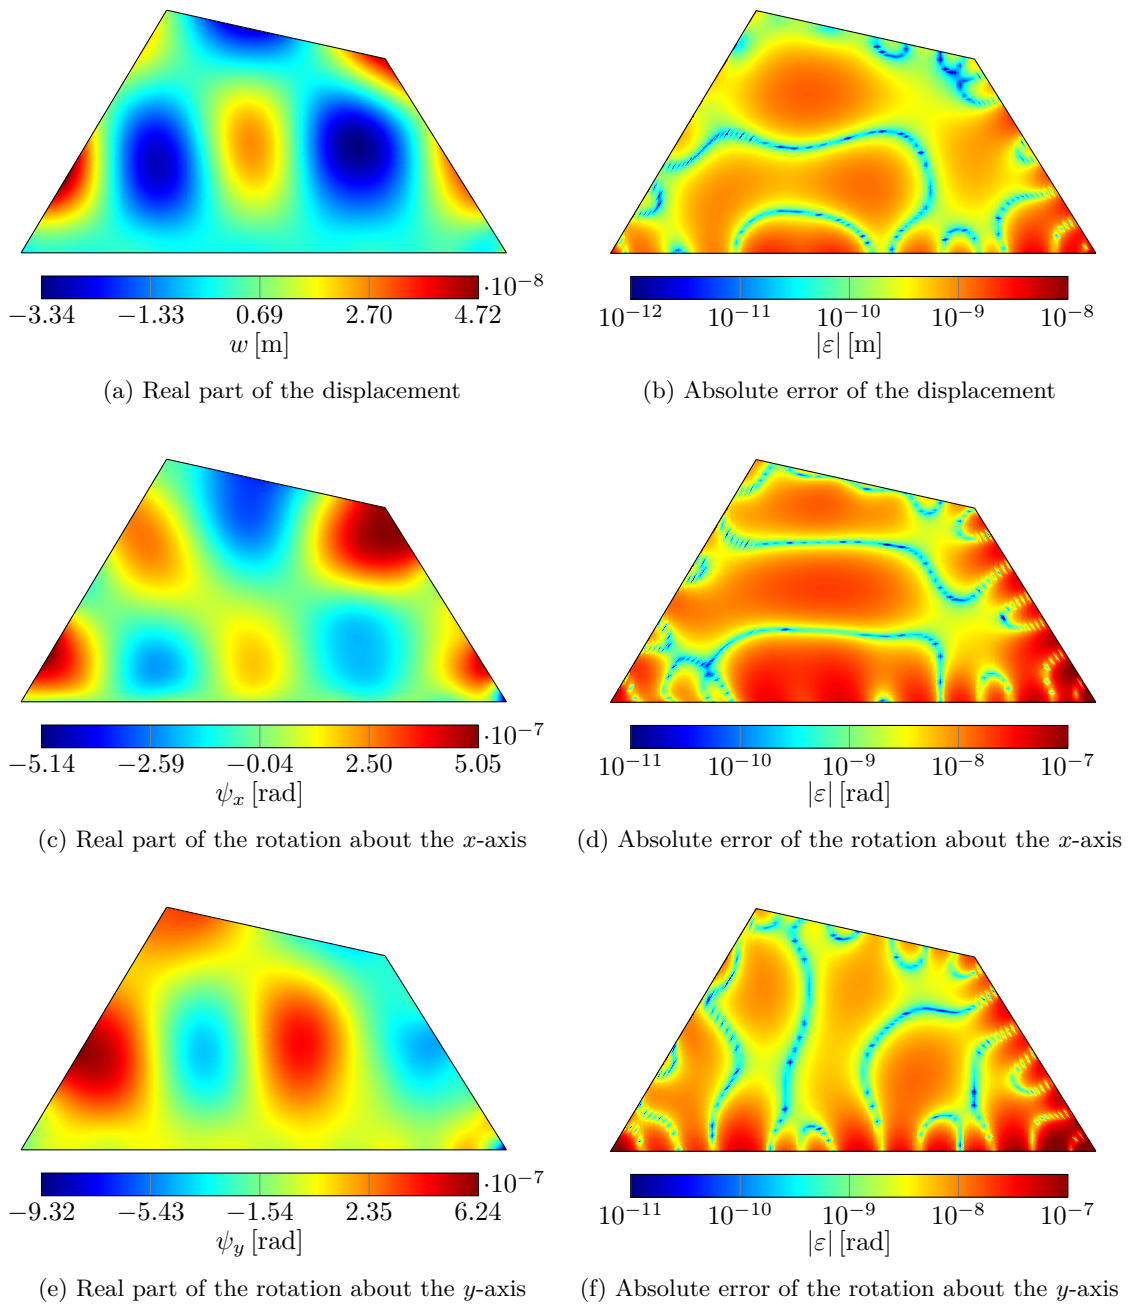 ·10⁻⁸
−3.34 −1.33 0.69 2.70 4.72
w [m]
(a) Real part of the displacement
10⁻¹² 10⁻¹¹ 10⁻¹⁰ 10⁻⁹ 10⁻⁸
|ε| [m]
(b) Absolute error of the displacement
·10⁻⁷
−5.14 −2.59 −0.04 2.50 5.05
ψₓ [rad]
(c) Real part of the rotation about the x-axis
10⁻¹¹ 10⁻¹⁰ 10⁻⁹ 10⁻⁸ 10⁻⁷
|ε| [rad]
(d) Absolute error of the rotation about the x-axis
·10⁻⁷
−9.32 −5.43 −1.54 2.35 6.24
ψ_y [rad]
(e) Real part of the rotation about the y-axis
10⁻¹¹ 10⁻¹⁰ 10⁻⁹ 10⁻⁸ 10⁻⁷
|ε| [rad]
(f) Absolute error of the rotation about the y-axis